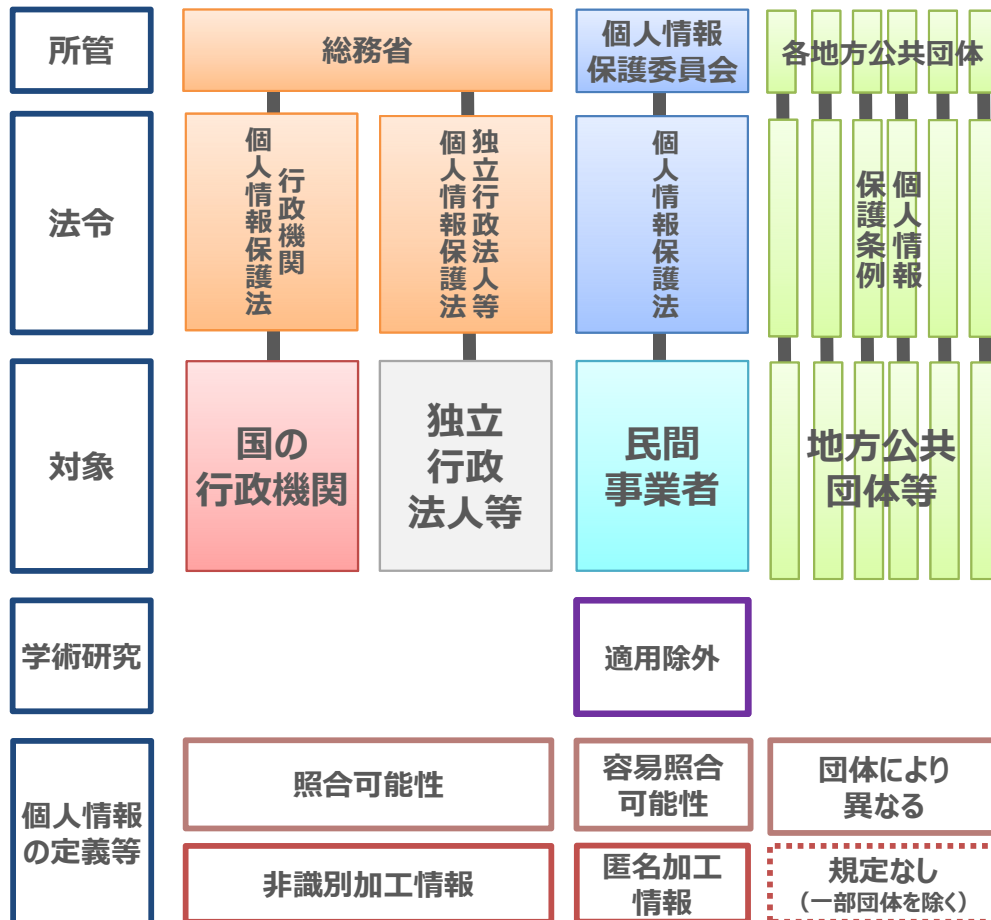 所管
総務省
個人情報
保護委員会
各地方公共団体
法令
行政機関
個人情報保護法
独立行政法人等
個人情報保護法
個人情報保護法
個人情報
保護条例
対象
国の
行政機関
独立
行政
法人等
民間
事業者
地方公共
団体等
学術研究
適用除外
個人情報
の定義等
照合可能性
容易照合
可能性
団体により
異なる
非識別加工情報
匿名加工
情報
規定なし
（一部団体を除く）